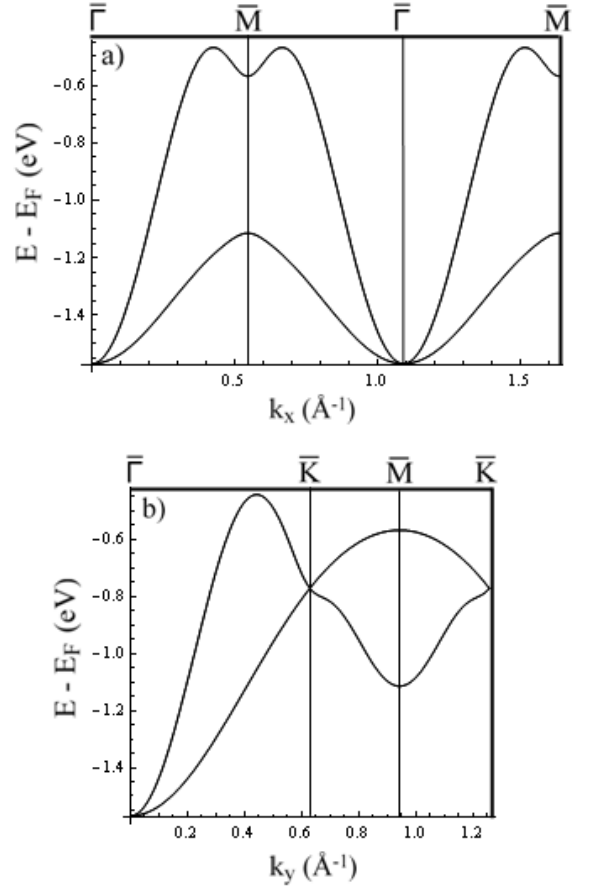 Γ̅ M̅ Γ̅ M̅
a)
−0.6
−0.8
−1.0
−1.2
−1.4
E - E_F (eV)
0.5 1.0 1.5
k_x (Å⁻¹)
Γ̅ K̅ M̅ K̅
b)
−0.6
−0.8
−1.0
−1.2
−1.4
E - E_F (eV)
0.2 0.4 0.6 0.8 1.0 1.2
k_y (Å⁻¹)